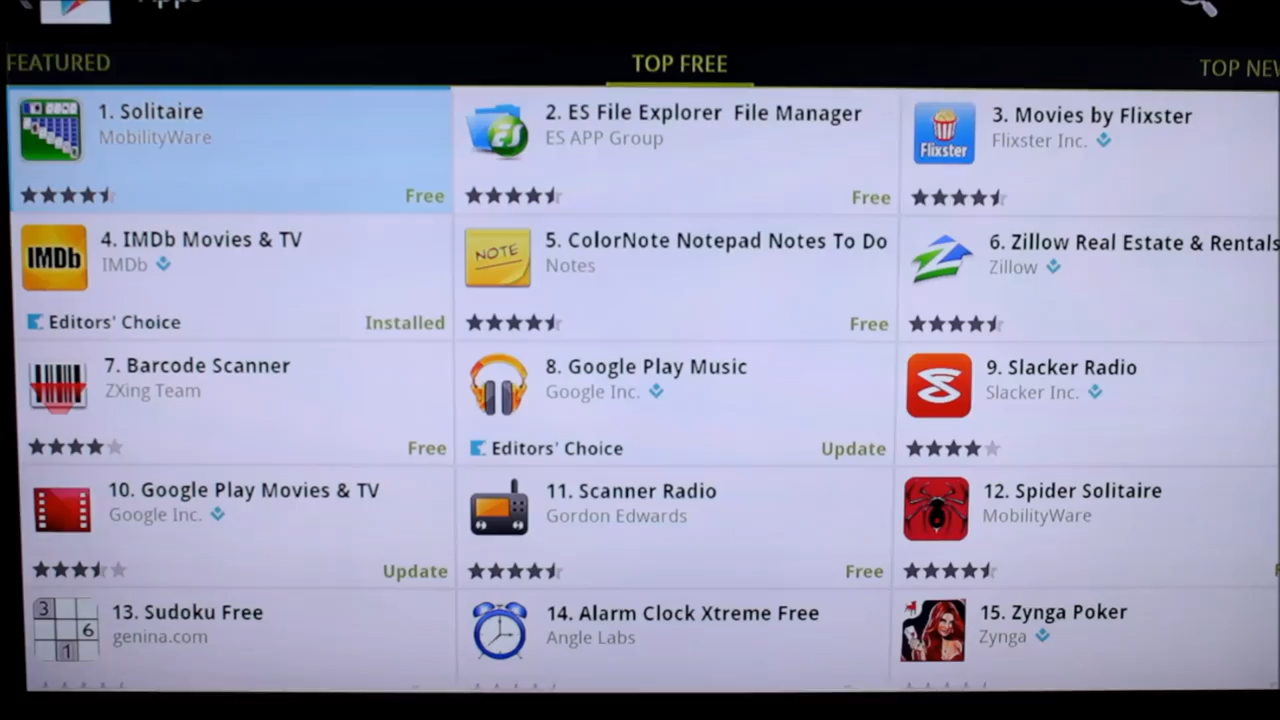 FEATURED
TOP FREE
1. Solitaire
MobilityWare
Free
2. ES File Explorer File Manager
ES APP Group
Free
3. Movies by Flixster
Flixster Inc.
Flixster
IMDb
4. IMDb Movies & TV
IMDb
Editors' Choice
Installed
NOTE
5. ColorNote Notepad Notes To Do
Notes
Free
6. Zillow Real Estate & Rentals
Zillow
7. Barcode Scanner
ZXing Team
Free
8. Google Play Music
Google Inc.
Editors' Choice
Update
9. Slacker Radio
Slacker Inc.
10. Google Play Movies & TV
Google Inc.
Update
11. Scanner Radio
Gordon Edwards
Free
12. Spider Solitaire
MobilityWare
3
6
1
13. Sudoku Free
genina.com
14. Alarm Clock Xtreme Free
Angle Labs
15. Zynga Poker
Zynga